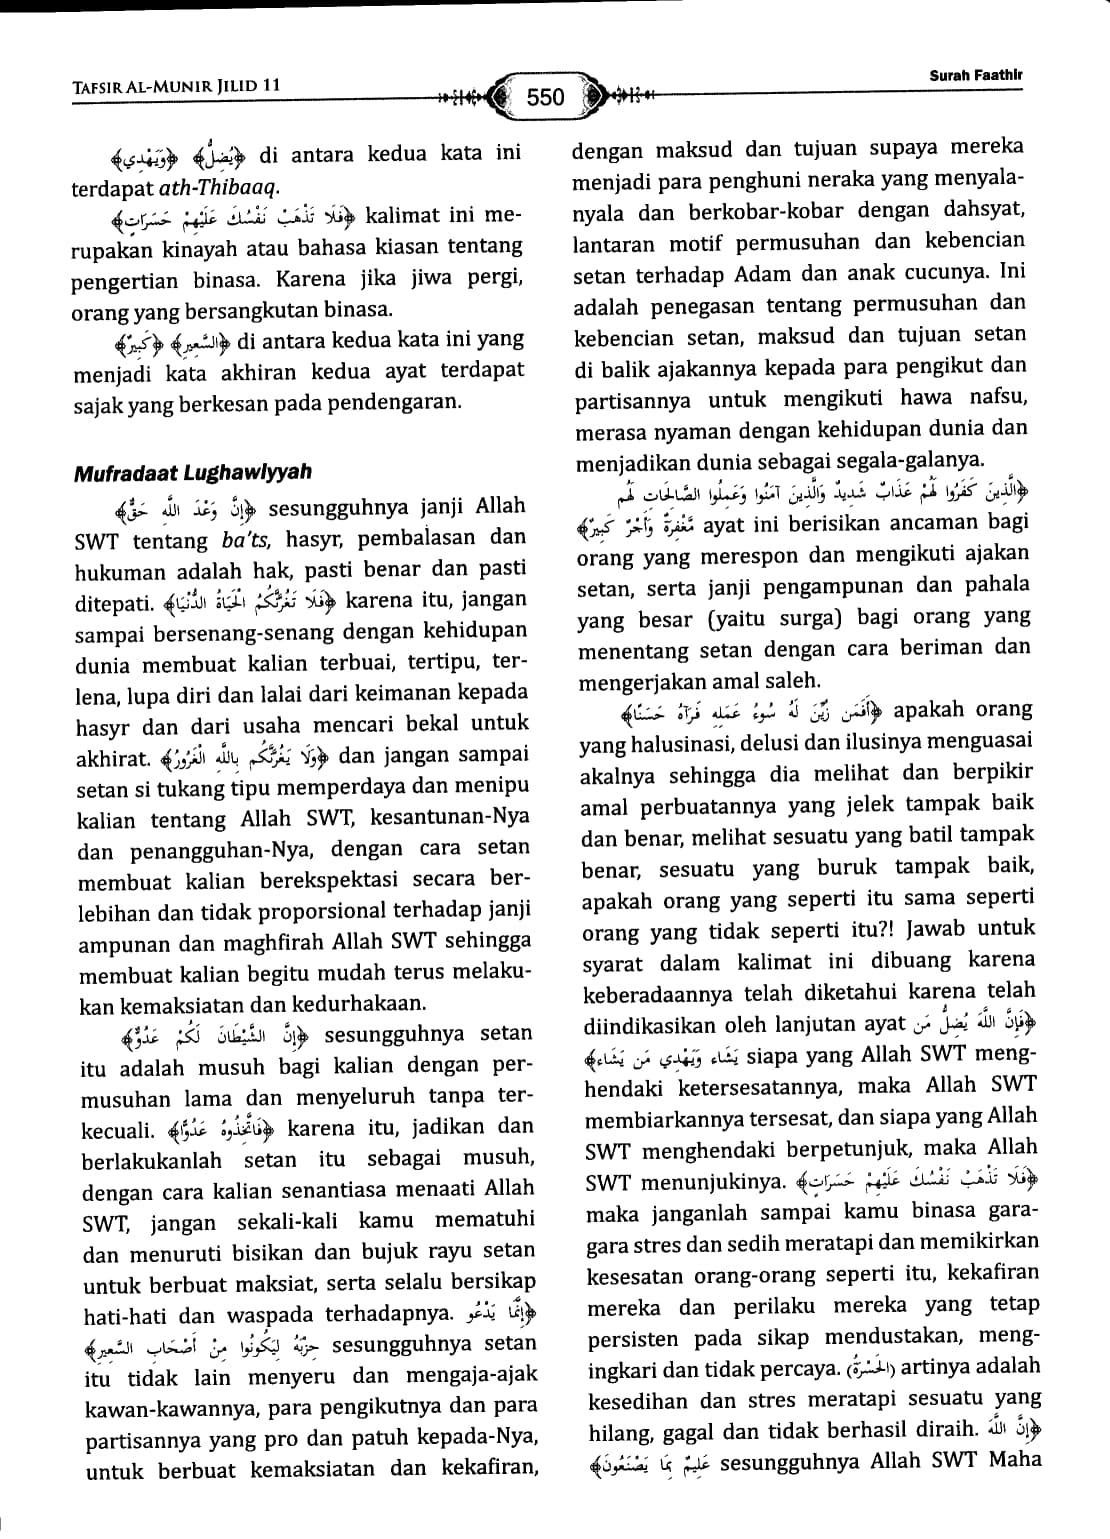 TAFSIR AL-MUNIR JILID 11
550
Surah Faathir
﴿يُضِلُّ﴾ ﴿وَيَهْدِي﴾ di antara kedua kata ini
terdapat ath-Thibaaq.
﴿فَلَا تَذْهَبْ نَفْسُكَ عَلَيْهِمْ حَسَرَاتٍ﴾ kalimat ini me-
rupakan kinayah atau bahasa kiasan tentang
pengertian binasa. Karena jika jiwa pergi,
orang yang bersangkutan binasa.
﴿السَّعِيرِ﴾ ﴿كَبِيرٌ﴾ di antara kedua kata ini yang
menjadi kata akhiran kedua ayat terdapat
sajak yang berkesan pada pendengaran.
Mufradaat Lughawiyyah
﴿إِنَّ وَعْدَ اللَّهِ حَقٌّ﴾ sesungguhnya janji Allah
SWT tentang ba'ts, hasyr, pembalasan dan
hukuman adalah hak, pasti benar dan pasti
ditepati. ﴿فَلَا تَغُرَّنَّكُمُ الْحَيَاةُ الدُّنْيَا﴾ karena itu, jangan
sampai bersenang-senang dengan kehidupan
dunia membuat kalian terbuai, tertipu, ter-
lena, lupa diri dan lalai dari keimanan kepada
hasyr dan dari usaha mencari bekal untuk
akhirat. ﴿وَلَا يَغُرَّنَّكُم بِاللَّهِ الْغَرُورُ﴾ dan jangan sampai
setan si tukang tipu memperdaya dan menipu
kalian tentang Allah SWT, kesantunan-Nya
dan penangguhan-Nya, dengan cara setan
membuat kalian berekspektasi secara ber-
lebihan dan tidak proporsional terhadap janji
ampunan dan maghfirah Allah SWT sehingga
membuat kalian begitu mudah terus melaku-
kan kemaksiatan dan kedurhakaan.
﴿إِنَّ الشَّيْطَانَ لَكُمْ عَدُوٌّ﴾ sesungguhnya setan
itu adalah musuh bagi kalian dengan per-
musuhan lama dan menyeluruh tanpa ter-
kecuali. ﴿فَاتَّخِذُوهُ عَدُوًّا﴾ karena itu, jadikan dan
berlakukanlah setan itu sebagai musuh,
dengan cara kalian senantiasa menaati Allah
SWT, jangan sekali-kali kamu mematuhi
dan menuruti bisikan dan bujuk rayu setan
untuk berbuat maksiat, serta selalu bersikap
hati-hati dan waspada terhadapnya. ﴿إِنَّمَا يَدْعُو
حِزْبَهُ لِيَكُونُوا مِنْ أَصْحَابِ السَّعِيرِ﴾ sesungguhnya setan
itu tidak lain menyeru dan mengaja-ajak
kawan-kawannya, para pengikutnya dan para
partisannya yang pro dan patuh kepada-Nya,
untuk berbuat kemaksiatan dan kekafiran,
dengan maksud dan tujuan supaya mereka
menjadi para penghuni neraka yang menyala-
nyala dan berkobar-kobar dengan dahsyat,
lantaran motif permusuhan dan kebencian
setan terhadap Adam dan anak cucunya. Ini
adalah penegasan tentang permusuhan dan
kebencian setan, maksud dan tujuan setan
di balik ajakannya kepada para pengikut dan
partisannya untuk mengikuti hawa nafsu,
merasa nyaman dengan kehidupan dunia dan
menjadikan dunia sebagai segala-galanya.
﴿الَّذِينَ كَفَرُوا لَهُمْ عَذَابٌ شَدِيدٌ وَالَّذِينَ آمَنُوا وَعَمِلُوا الصَّالِحَاتِ لَهُم
مَّغْفِرَةٌ وَأَجْرٌ كَبِيرٌ﴾ ayat ini berisikan ancaman bagi
orang yang merespon dan mengikuti ajakan
setan, serta janji pengampunan dan pahala
yang besar (yaitu surga) bagi orang yang
menentang setan dengan cara beriman dan
mengerjakan amal saleh.
﴿أَفَمَن زُيِّنَ لَهُ سُوءُ عَمَلِهِ فَرَآهُ حَسَنًا﴾ apakah orang
yang halusinasi, delusi dan ilusinya menguasai
akalnya sehingga dia melihat dan berpikir
amal perbuatannya yang jelek tampak baik
dan benar, melihat sesuatu yang batil tampak
benar, sesuatu yang buruk tampak baik,
apakah orang yang seperti itu sama seperti
orang yang tidak seperti itu?! Jawab untuk
syarat dalam kalimat ini dibuang karena
keberadaannya telah diketahui karena telah
diindikasikan oleh lanjutan ayat ﴿فَإِنَّ اللَّهَ يُضِلُّ مَن
يَشَاءُ وَيَهْدِي مَن يَشَاءُ﴾ siapa yang Allah SWT meng-
hendaki ketersesatannya, maka Allah SWT
membiarkannya tersesat, dan siapa yang Allah
SWT menghendaki berpetunjuk, maka Allah
SWT menunjukinya. ﴿فَلَا تَذْهَبْ نَفْسُكَ عَلَيْهِمْ حَسَرَاتٍ﴾
maka janganlah sampai kamu binasa gara-
gara stres dan sedih meratapi dan memikirkan
kesesatan orang-orang seperti itu, kekafiran
mereka dan perilaku mereka yang tetap
persisten pada sikap mendustakan, meng-
ingkari dan tidak percaya. (الْحَسْرَةُ) artinya adalah
kesedihan dan stres meratapi sesuatu yang
hilang, gagal dan tidak berhasil diraih. ﴿إِنَّ اللَّهَ
عَلِيمٌ بِمَا يَصْنَعُونَ﴾ sesungguhnya Allah SWT Maha